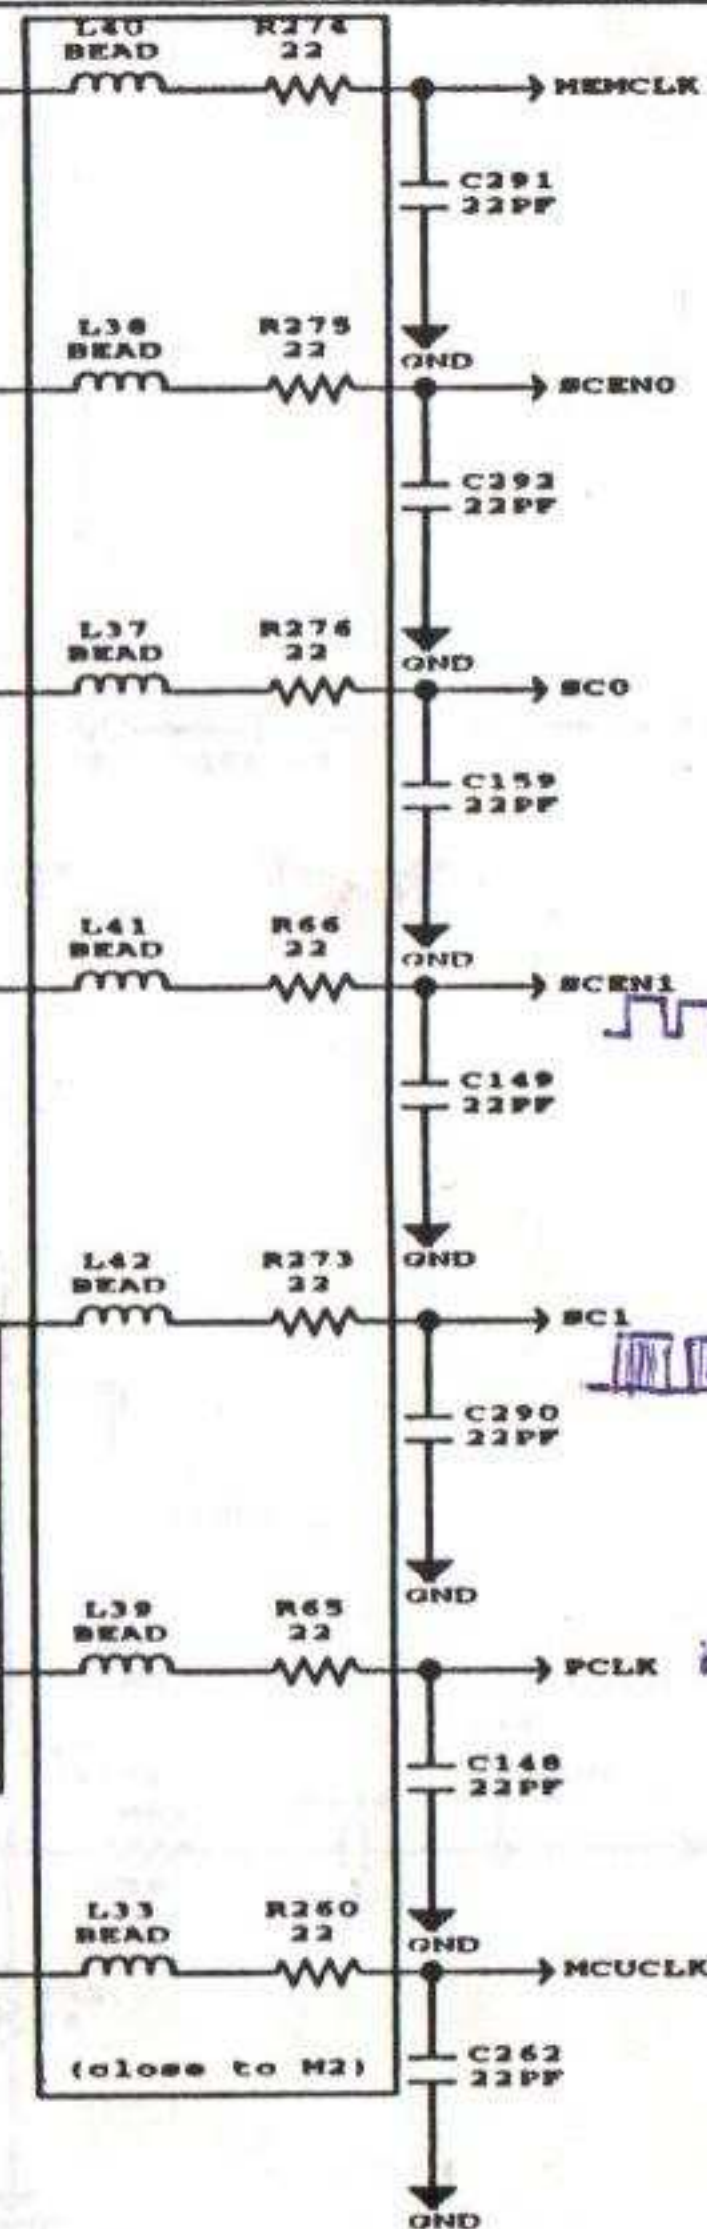 L40 R274
BEAD 22
MEMCLK
C291
22PF
L38 R275
BEAD 22
GND
SCEN0
C292
22PF
L37 R276
BEAD 22
GND
SC0
C159
22PF
L41 R66
BEAD 22
GND
SCEN1
C149
22PF
GND
L42 R273
BEAD 22
SC1
C290
22PF
GND
L39 R65
BEAD 22
PCLK
C148
22PF
L33 R260
BEAD 22
GND
MCUCLK
(close to M2)
C262
22PF
GND